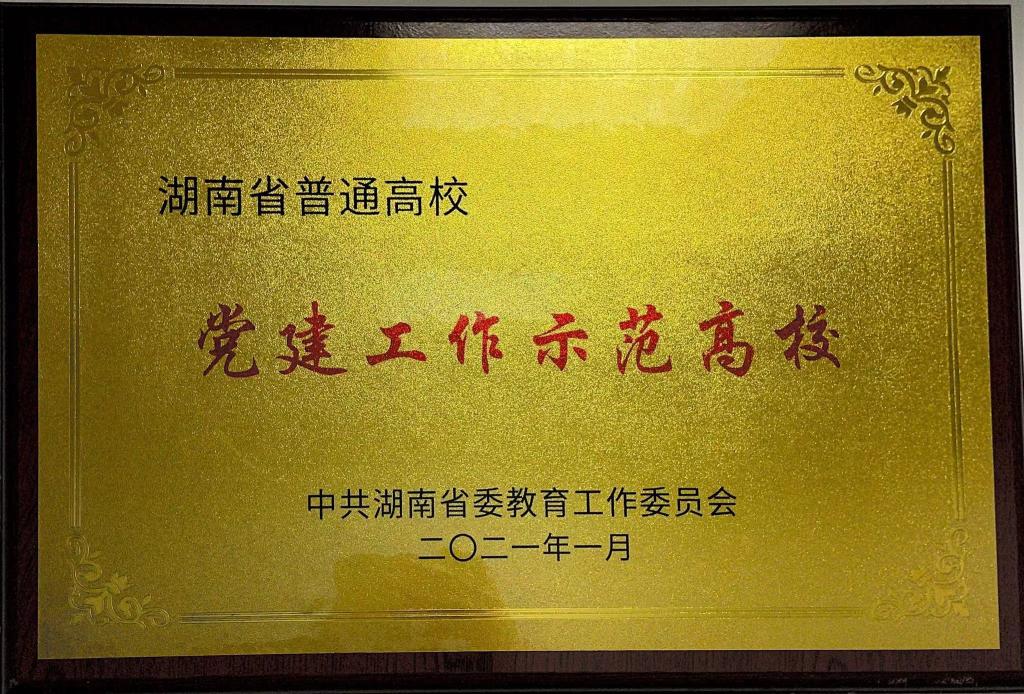 湖南省普通高校
党建工作示范高校
中共湖南省委教育工作委员会
二〇二一年一月